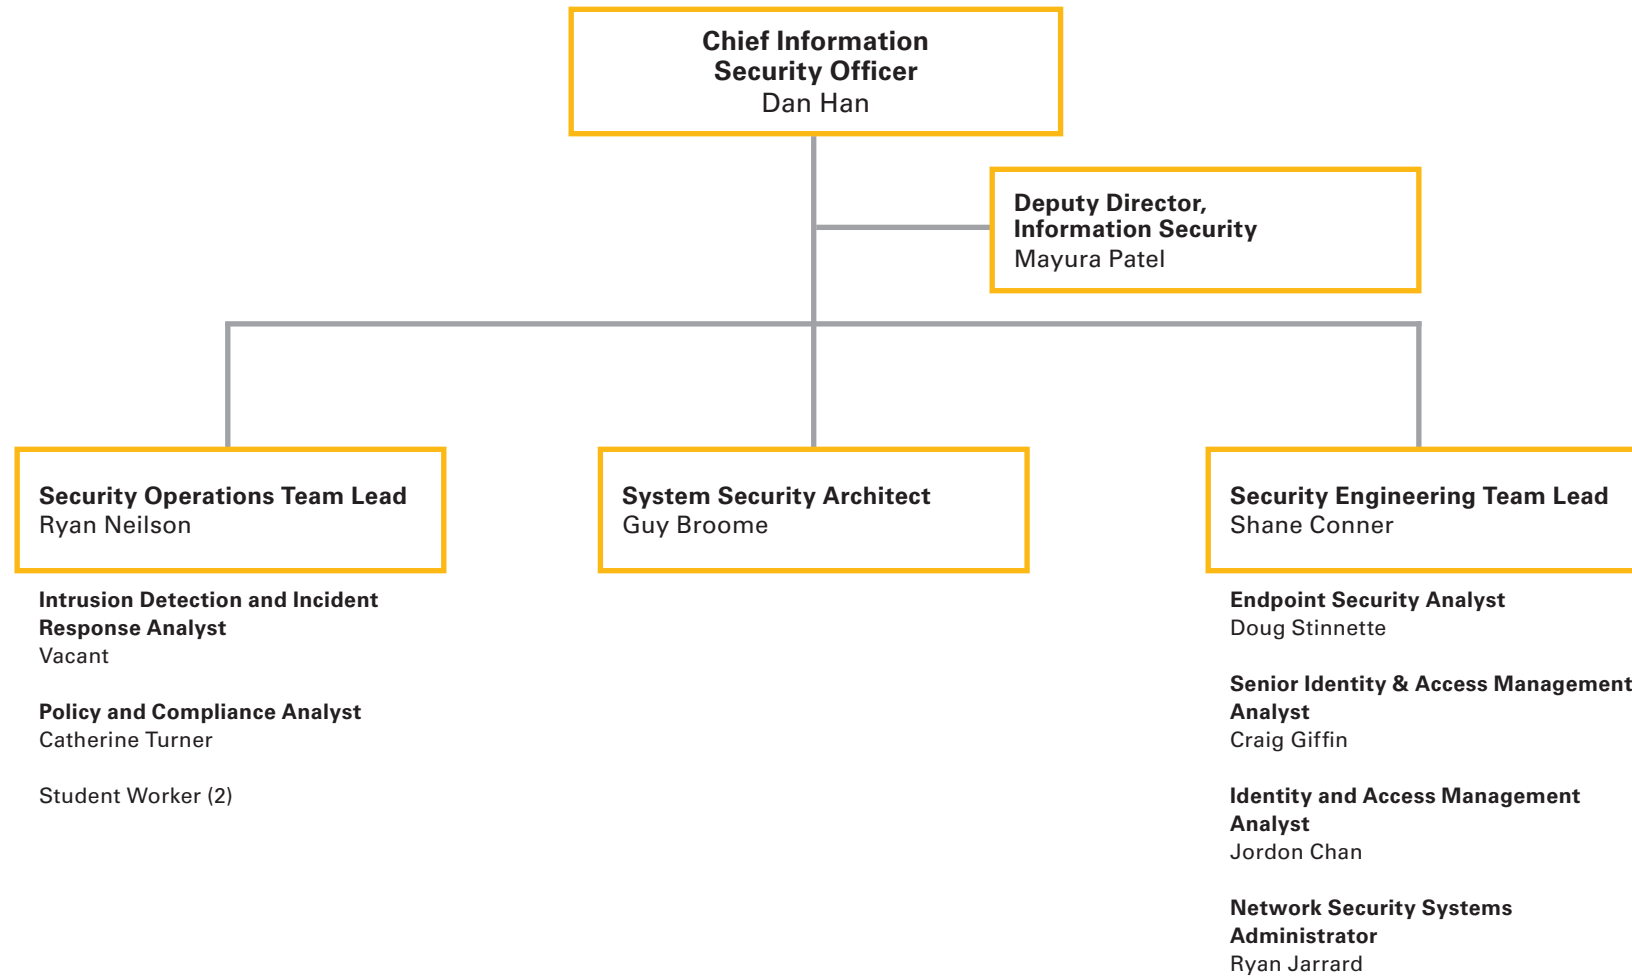 Chief Information
Security Officer
Dan Han
Deputy Director,
Information Security
Mayura Patel
Security Operations Team Lead
Ryan Neilson
Intrusion Detection and Incident
Response Analyst
Vacant
Policy and Compliance Analyst
Catherine Turner
Student Worker (2)
System Security Architect
Guy Broome
Security Engineering Team Lead
Shane Conner
Endpoint Security Analyst
Doug Stinnette
Senior Identity & Access Management
Analyst
Craig Giffin
Identity and Access Management
Analyst
Jordon Chan
Network Security Systems
Administrator
Ryan Jarrard